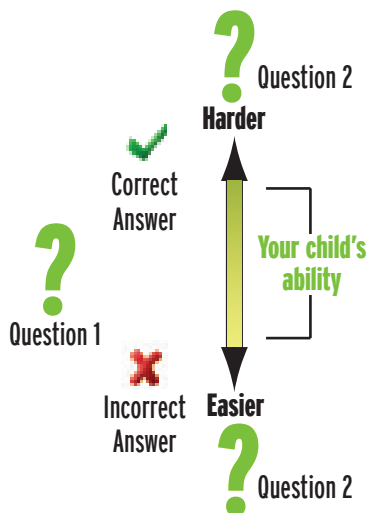 ?
Question 2
Harder
Correct
Answer
Your child's
ability
?
Question 1
Incorrect
Answer
Easier
?
Question 2